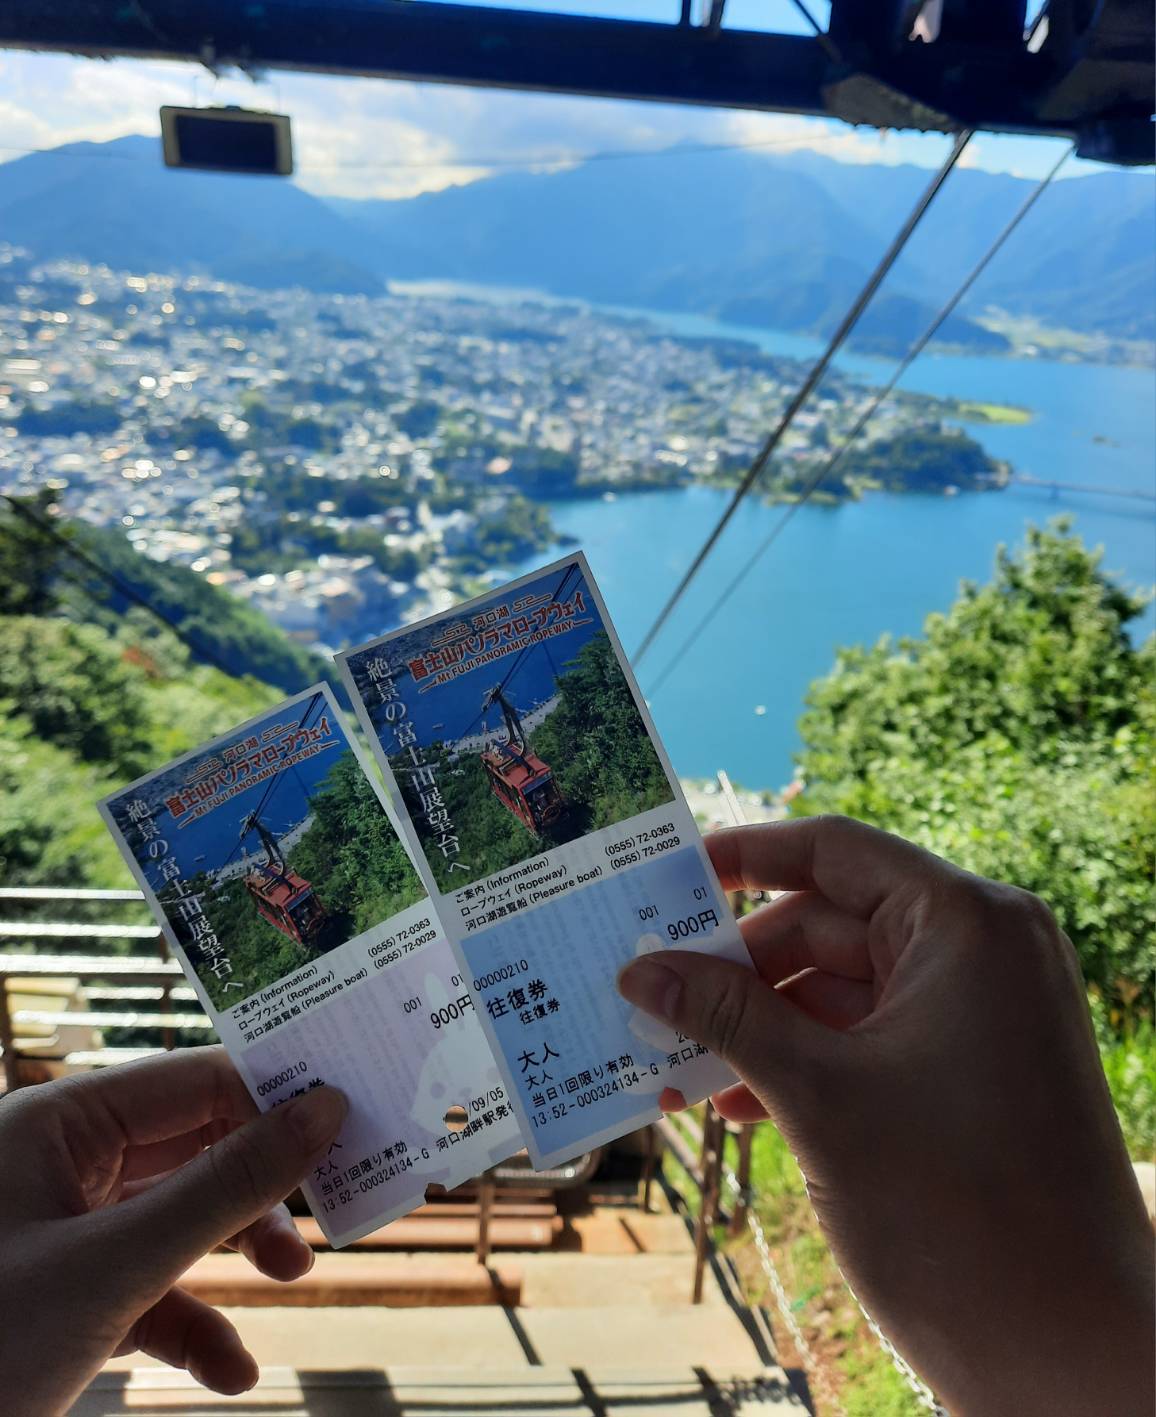 河口湖
富士山パノラマロープウェイ
Mt.FUJI PANORAMIC ROPEWAY
絶景の富士山展望台へ
ご案内 (Information)
ロープウェイ (Ropeway) (0555) 72-0363
河口湖遊覧船 (Pleasure boat) (0555) 72-0029
001
900円
00000210
大人
当日1回限り有効
13:52-000324134-G 河口湖畔駅発行
/09/05
河口湖
富士山パノラマロープウェイ
Mt.FUJI PANORAMIC ROPEWAY
絶景の富士山展望台へ
ご案内 (Information)
ロープウェイ (Ropeway) (0555) 72-0363
河口湖遊覧船 (Pleasure boat) (0555) 72-0029
001 01
900円
00000210
往復券
往復券
大人
大人
当日1回限り有効
13:52-000324134-G 河口湖